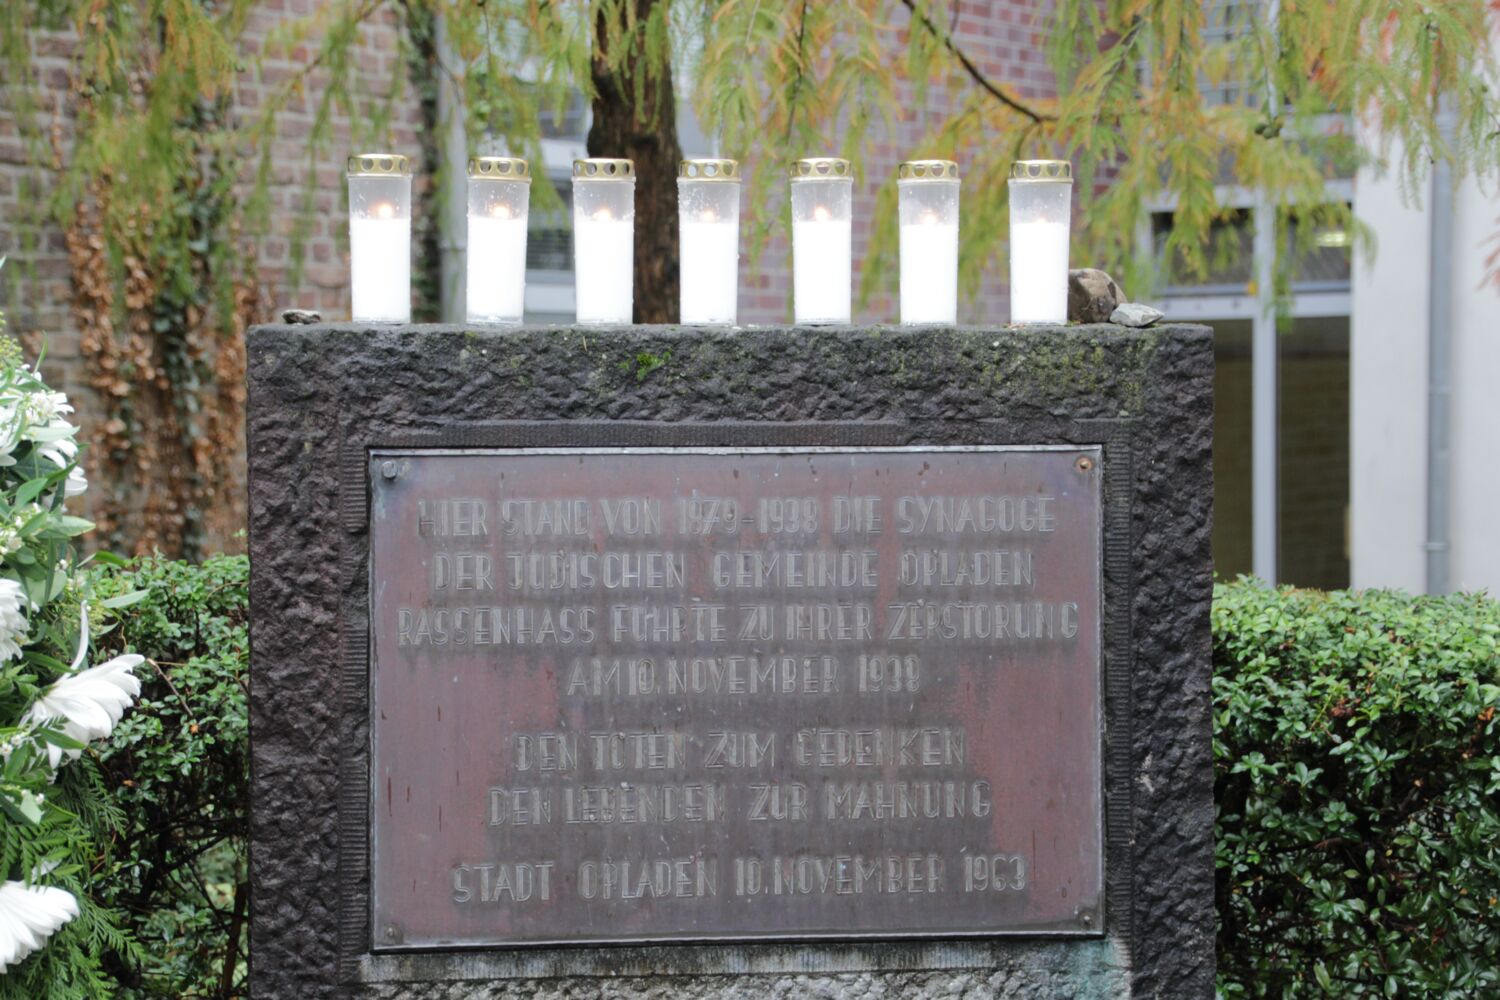 HIER STAND VON 1879-1938 DIE SYNAGOGE
DER JÜDISCHEN GEMEINDE OPLADEN
RASSENHASS FÜHRTE ZU IHRER ZERSTÖRUNG
AM 10. NOVEMBER 1938
DEN TOTEN ZUM GEDENKEN
DEN LEBENDEN ZUR MAHNUNG
STADT OPLADEN 10. NOVEMBER 1963